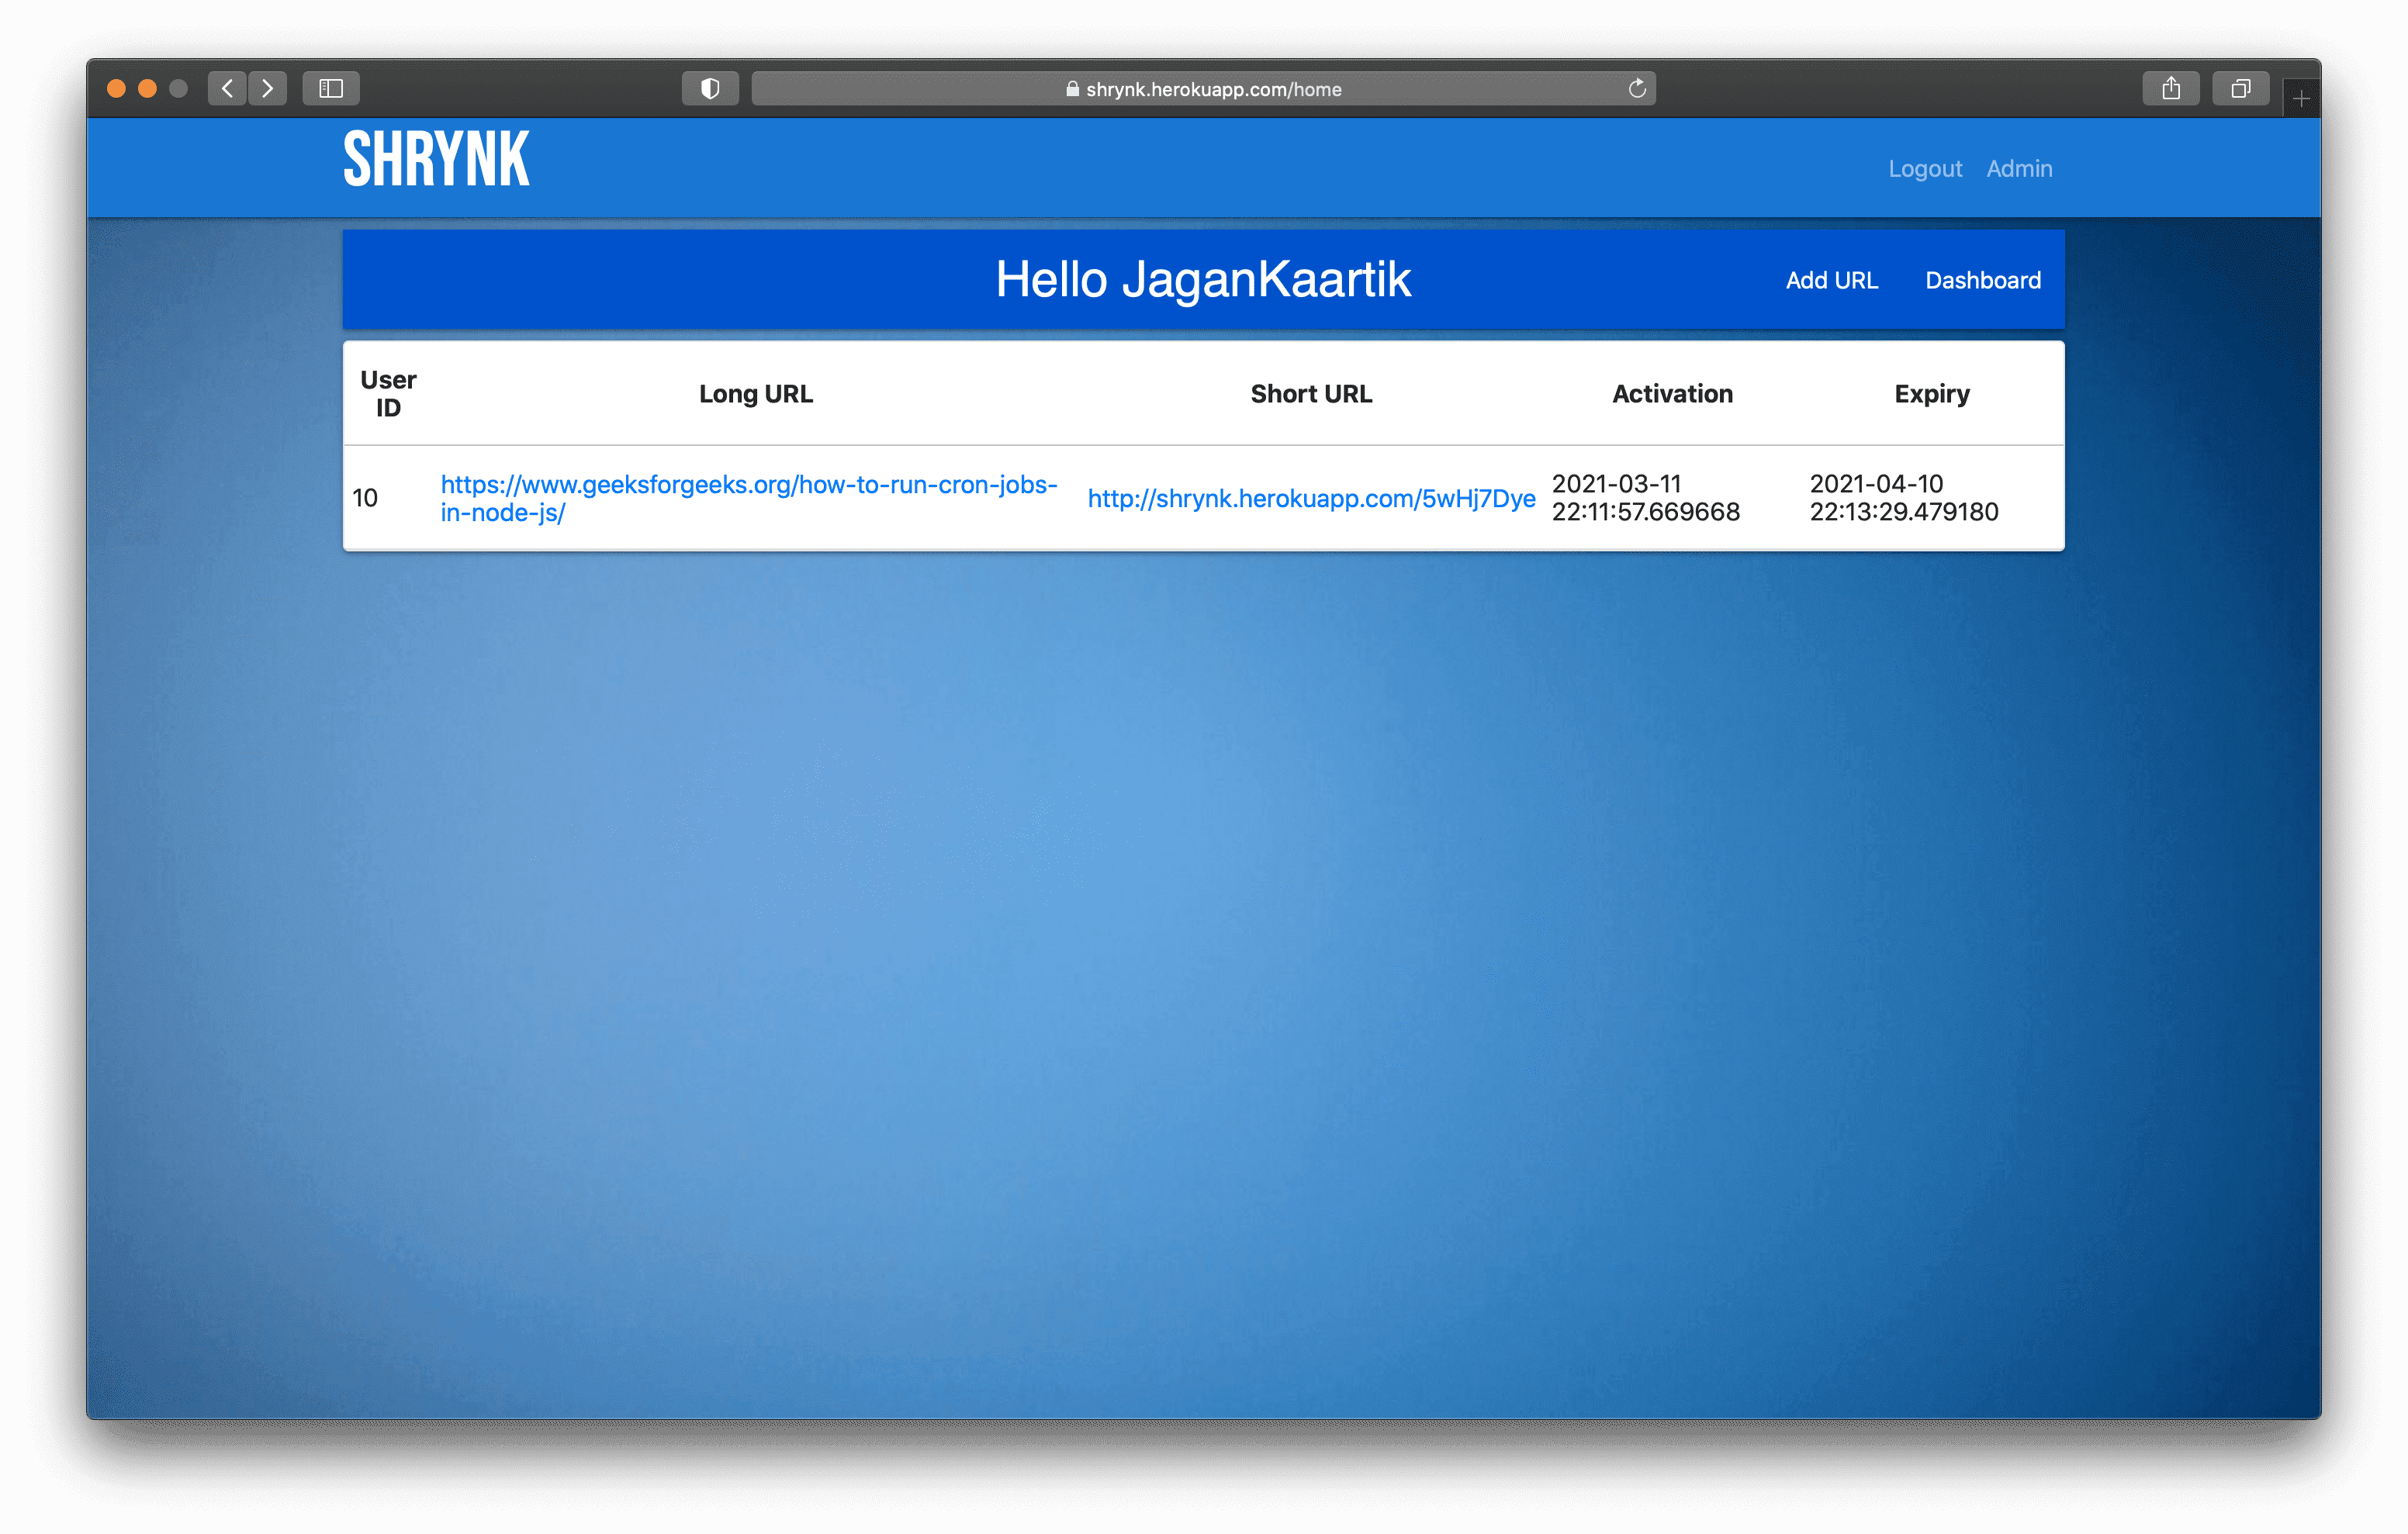 shrynk.herokuapp.com/home
SHRYNK
Logout Admin
Hello JaganKaartik
Add URL Dashboard
User ID Long URL Short URL Activation Expiry
10 https://www.geeksforgeeks.org/how-to-run-cron-jobs-in-node-js/ http://shrynk.herokuapp.com/5wHj7Dye 2021-03-11 22:11:57.669668 2021-04-10 22:13:29.479180